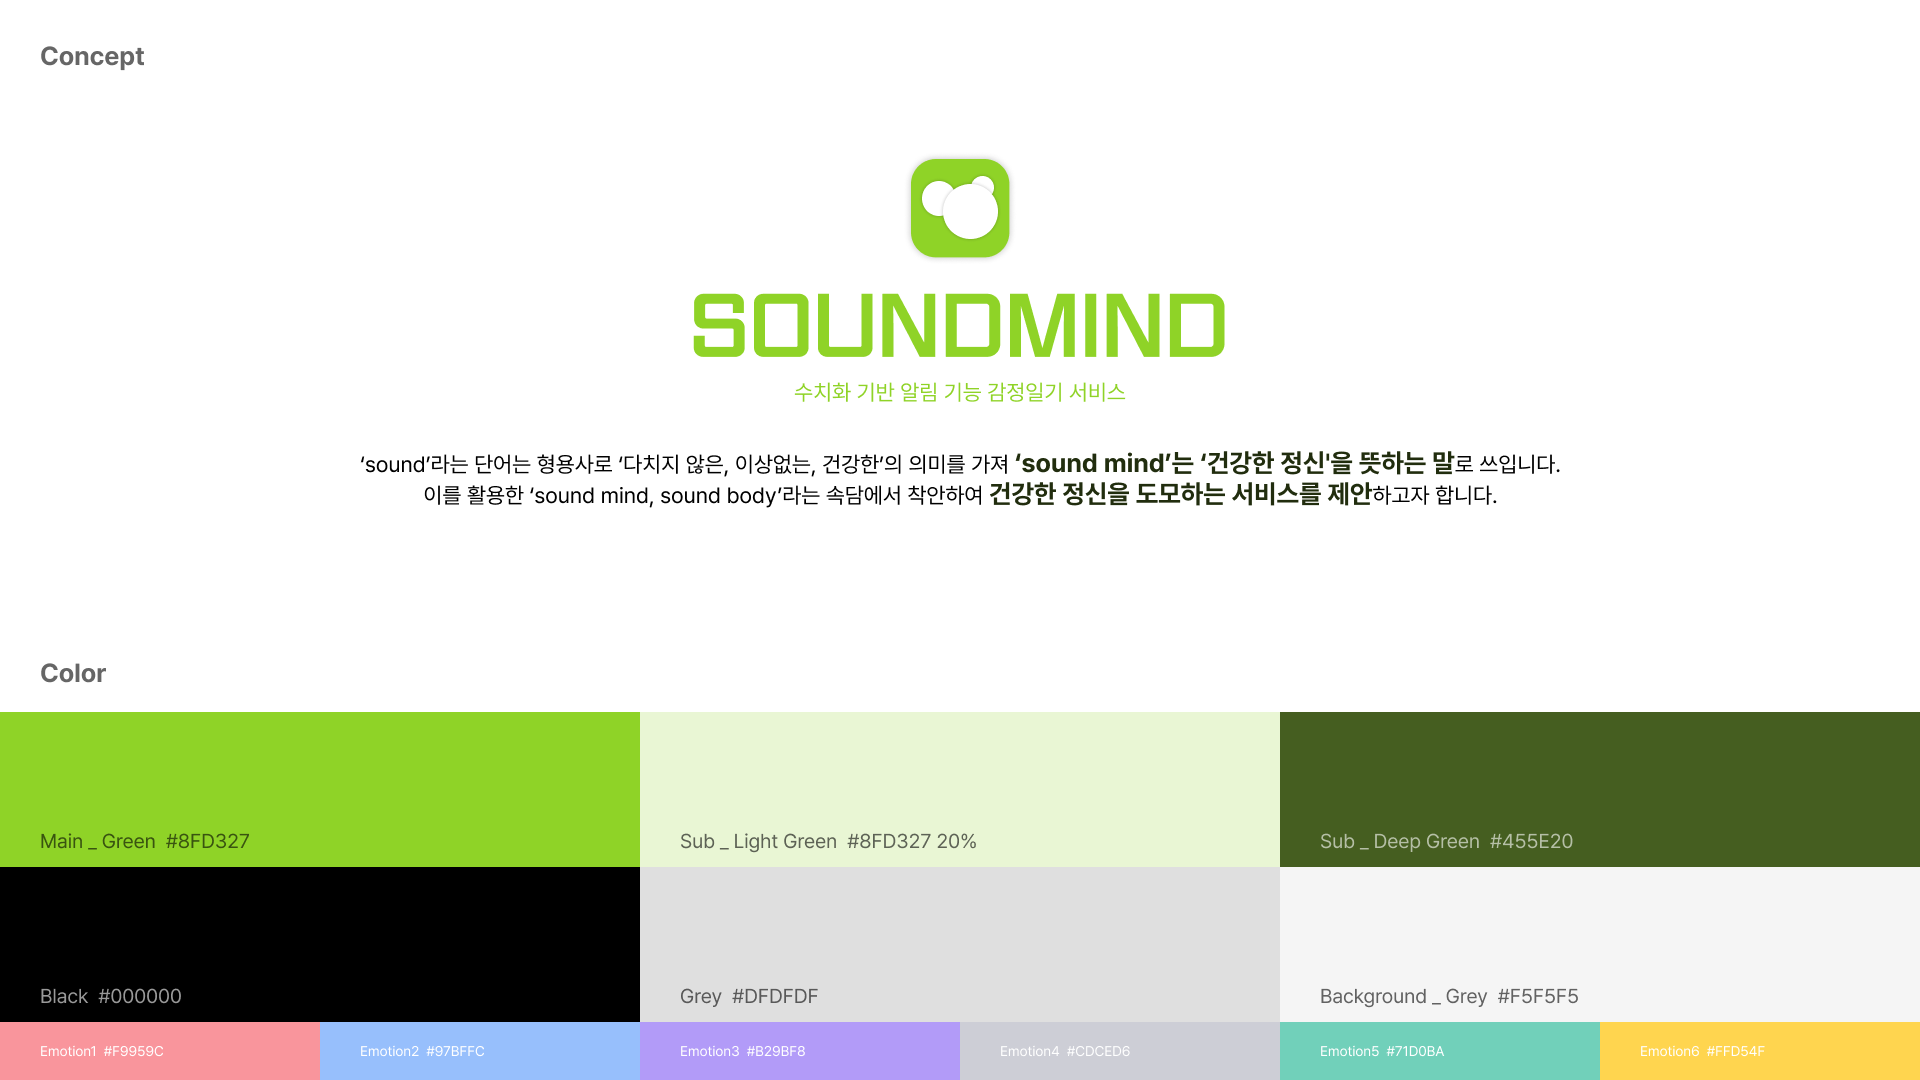 Concept
SOUNDMIND
수치화 기반 알림 기능 감정일기 서비스
‘sound’라는 단어는 형용사로 ‘다치지 않은, 이상없는, 건강한’의 의미를 가져 ‘sound mind’는 ‘건강한 정신'을 뜻하는 말로 쓰입니다.
이를 활용한 ‘sound mind, sound body’라는 속담에서 착안하여 건강한 정신을 도모하는 서비스를 제안하고자 합니다.
Color
Main _ Green #8FD327
Sub _ Light Green #8FD327 20%
Sub _ Deep Green #455E20
Black #000000
Grey #DFDFDF
Background _ Grey #F5F5F5
Emotion1 #F9959C
Emotion2 #97BFFC
Emotion3 #B29BF8
Emotion4 #CDCED6
Emotion5 #71D0BA
Emotion6 #FFD54F